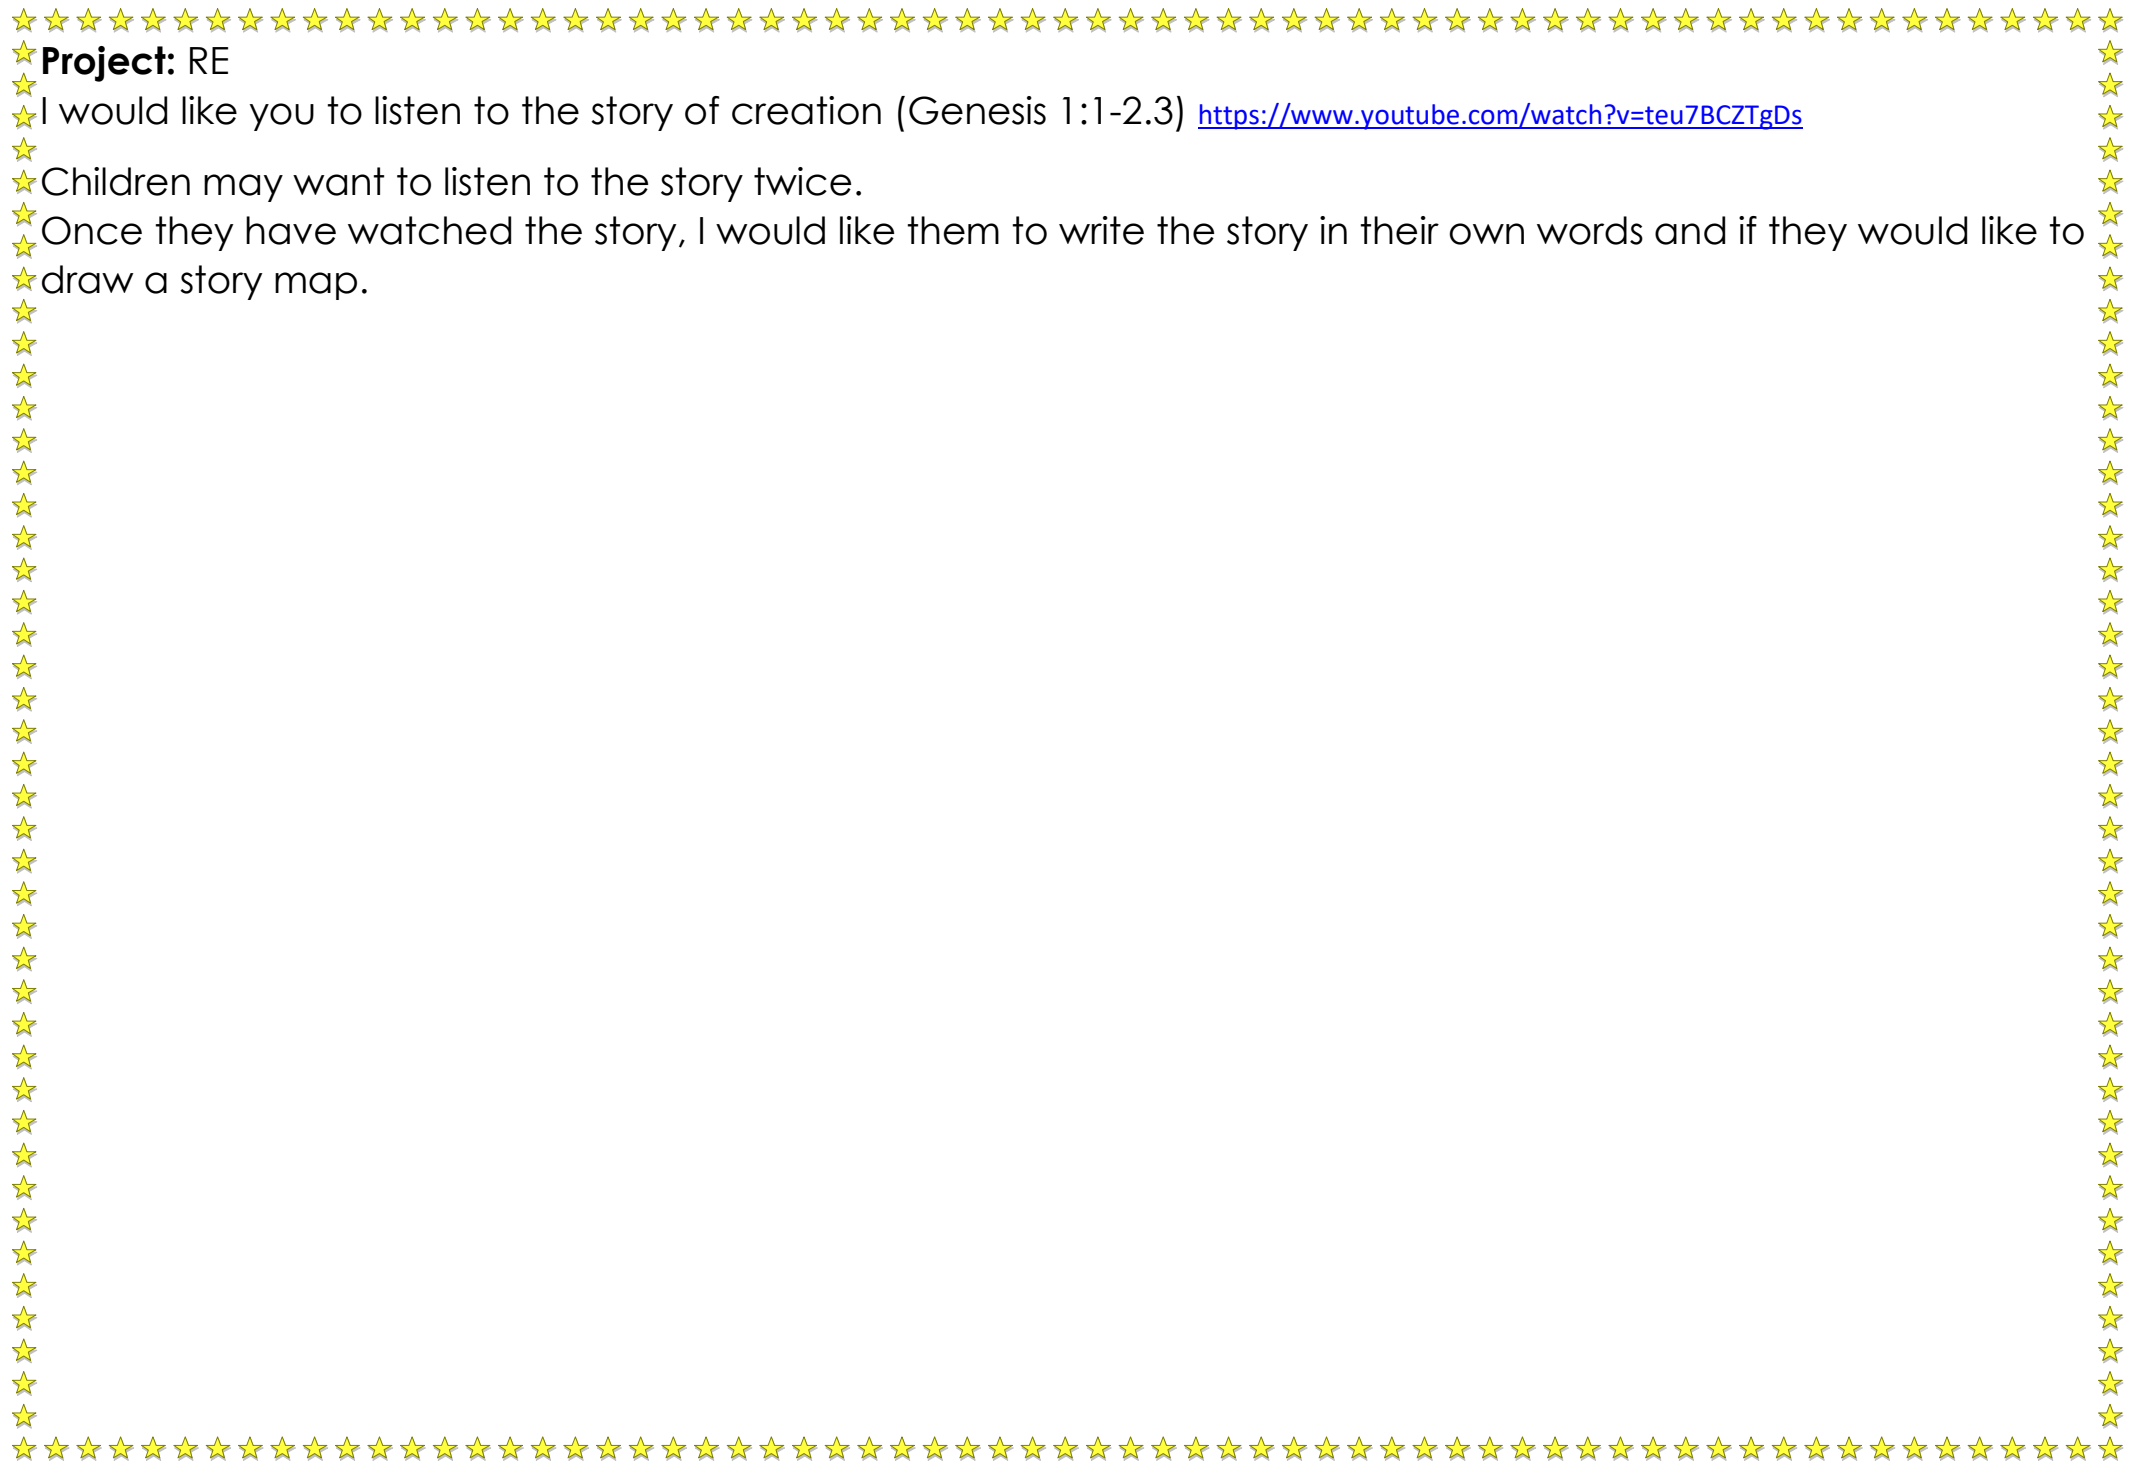 Project: RE
I would like you to listen to the story of creation (Genesis 1:1-2.3) https://www.youtube.com/watch?v=teu7BCZTgDs
Children may want to listen to the story twice.
Once they have watched the story, I would like them to write the story in their own words and if they would like to
draw a story map.